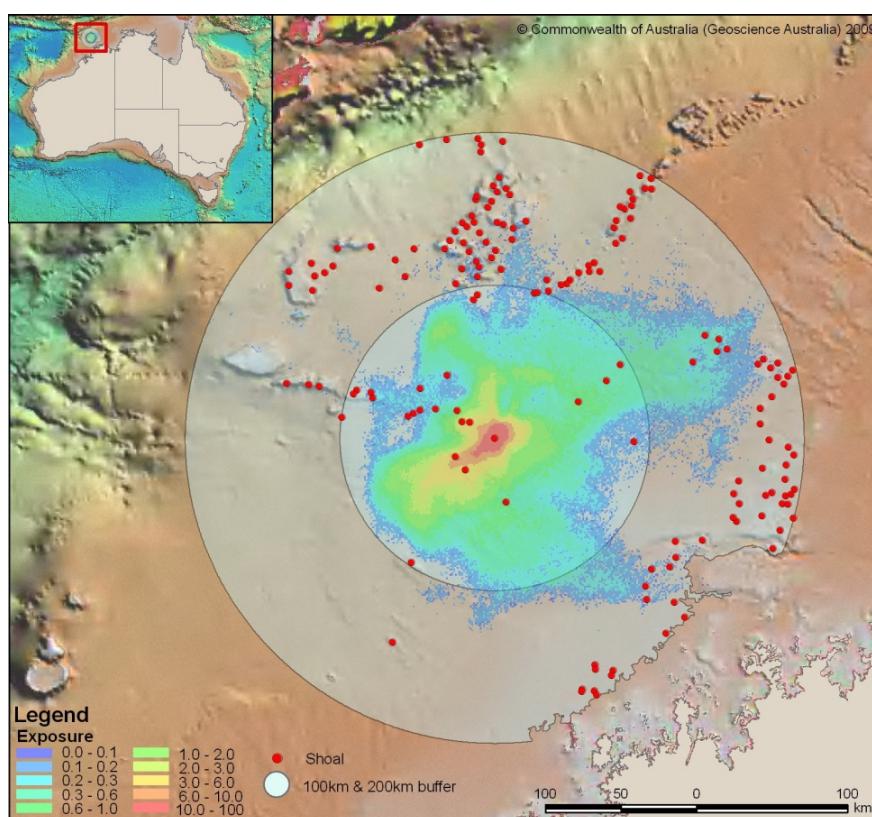 © Commonwealth of Australia (Geoscience Australia) 2009
Legend
Exposure
0.0 - 0.1
0.1 - 0.2
0.2 - 0.3
0.3 - 0.6
0.6 - 1.0
1.0 - 2.0
2.0 - 3.0
3.0 - 6.0
6.0 - 10.0
10.0 - 100
Shoal
100km & 200km buffer
100 50 0 100
km